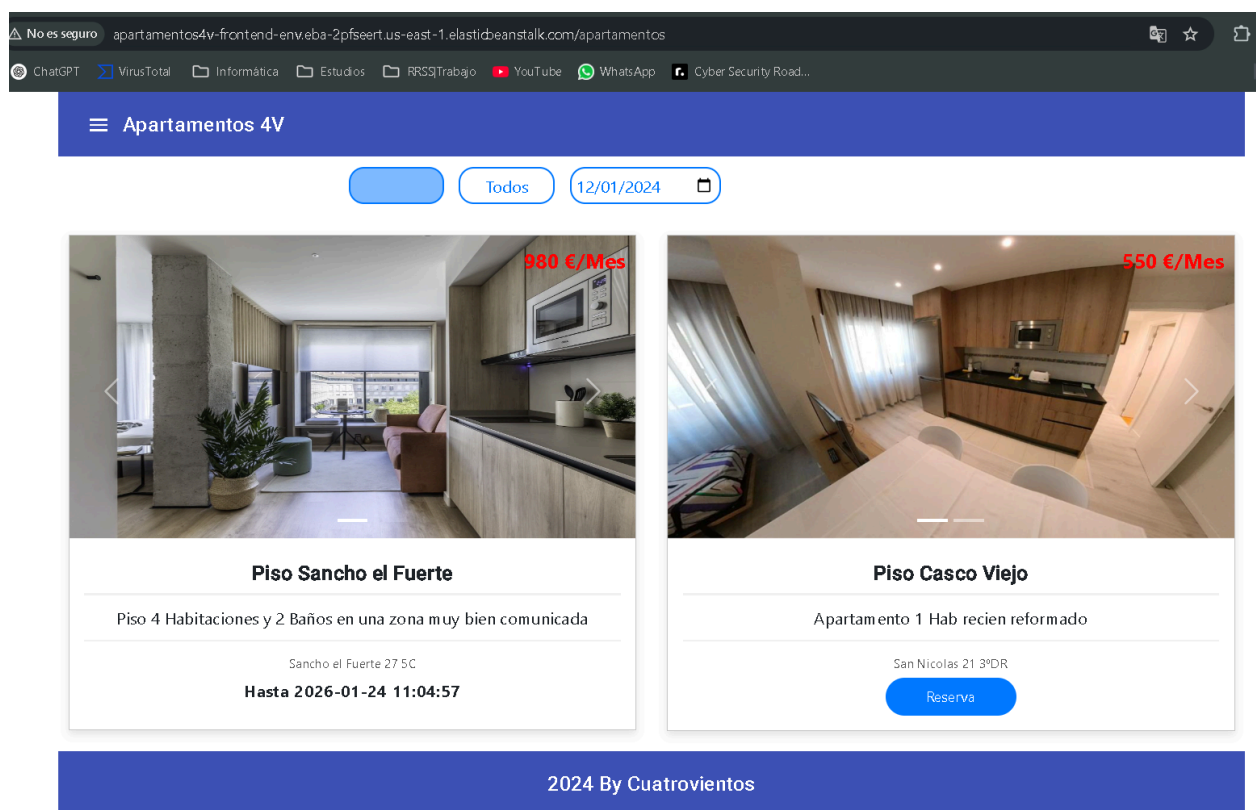 No es seguro apartamentos4v-frontend-env.eba-2pfseert.us-east-1.elasticbeanstalk.com/apartamentos
ChatGPT VirusTotal Informática Estudios RRSS|Trabajo YouTube WhatsApp Cyber Security Road...
Apartamentos 4V
Todos 12/01/2024
980 €/Mes
550 €/Mes
Piso Sancho el Fuerte
Piso 4 Habitaciones y 2 Baños en una zona muy bien comunicada
Sancho el Fuerte 27 5C
Hasta 2026-01-24 11:04:57
Piso Casco Viejo
Apartamento 1 Hab recien reformado
San Nicolas 21 3ºDR
Reserva
2024 By Cuatrovientos